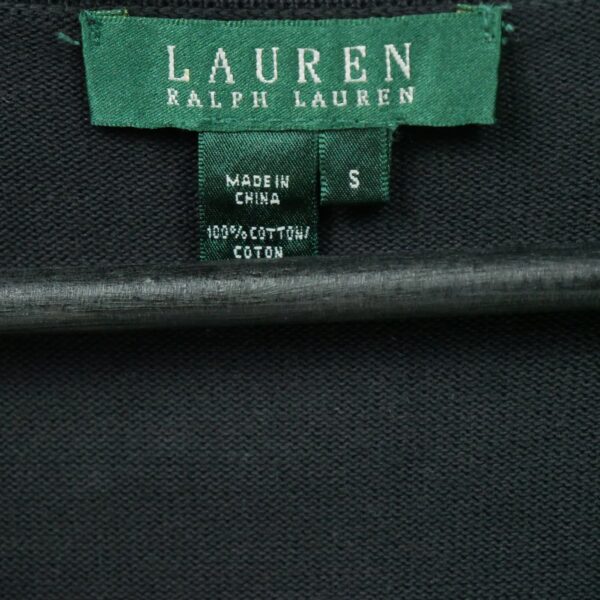 LAUREN
RALPH LAUREN
MADE IN
CHINA
S
100% COTTON/
COTON